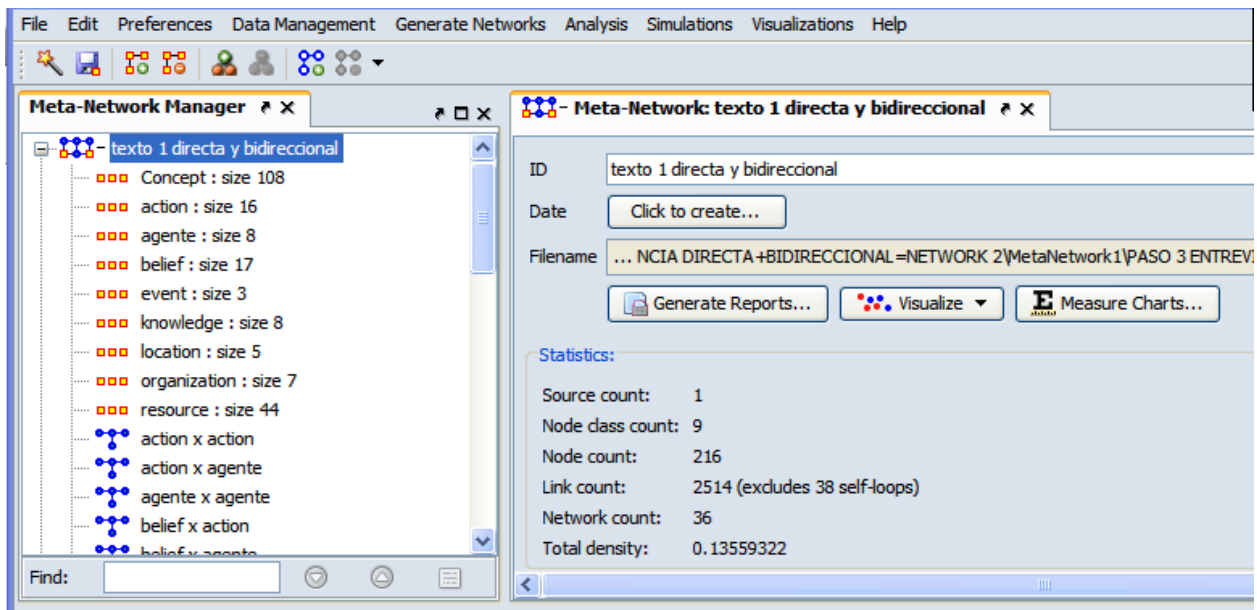 File Edit Preferences Data Management Generate Networks Analysis Simulations Visualizations Help
Meta-Network Manager
texto 1 directa y bidireccional
Concept : size 108
action : size 16
agente : size 8
belief : size 17
event : size 3
knowledge : size 8
location : size 5
organization : size 7
resource : size 44
action x action
action x agente
agente x agente
belief x action
belief x agente
Find:
Meta-Network: texto 1 directa y bidireccional
ID texto 1 directa y bidireccional
Date Click to create...
Filename ... NCIA DIRECTA+BIDIRECCIONAL=NETWORK 2\MetaNetwork1\PASO 3 ENTREVI
Generate Reports... Visualize Measure Charts...
Statistics:
Source count: 1
Node class count: 9
Node count: 216
Link count: 2514 (excludes 38 self-loops)
Network count: 36
Total density: 0.13559322